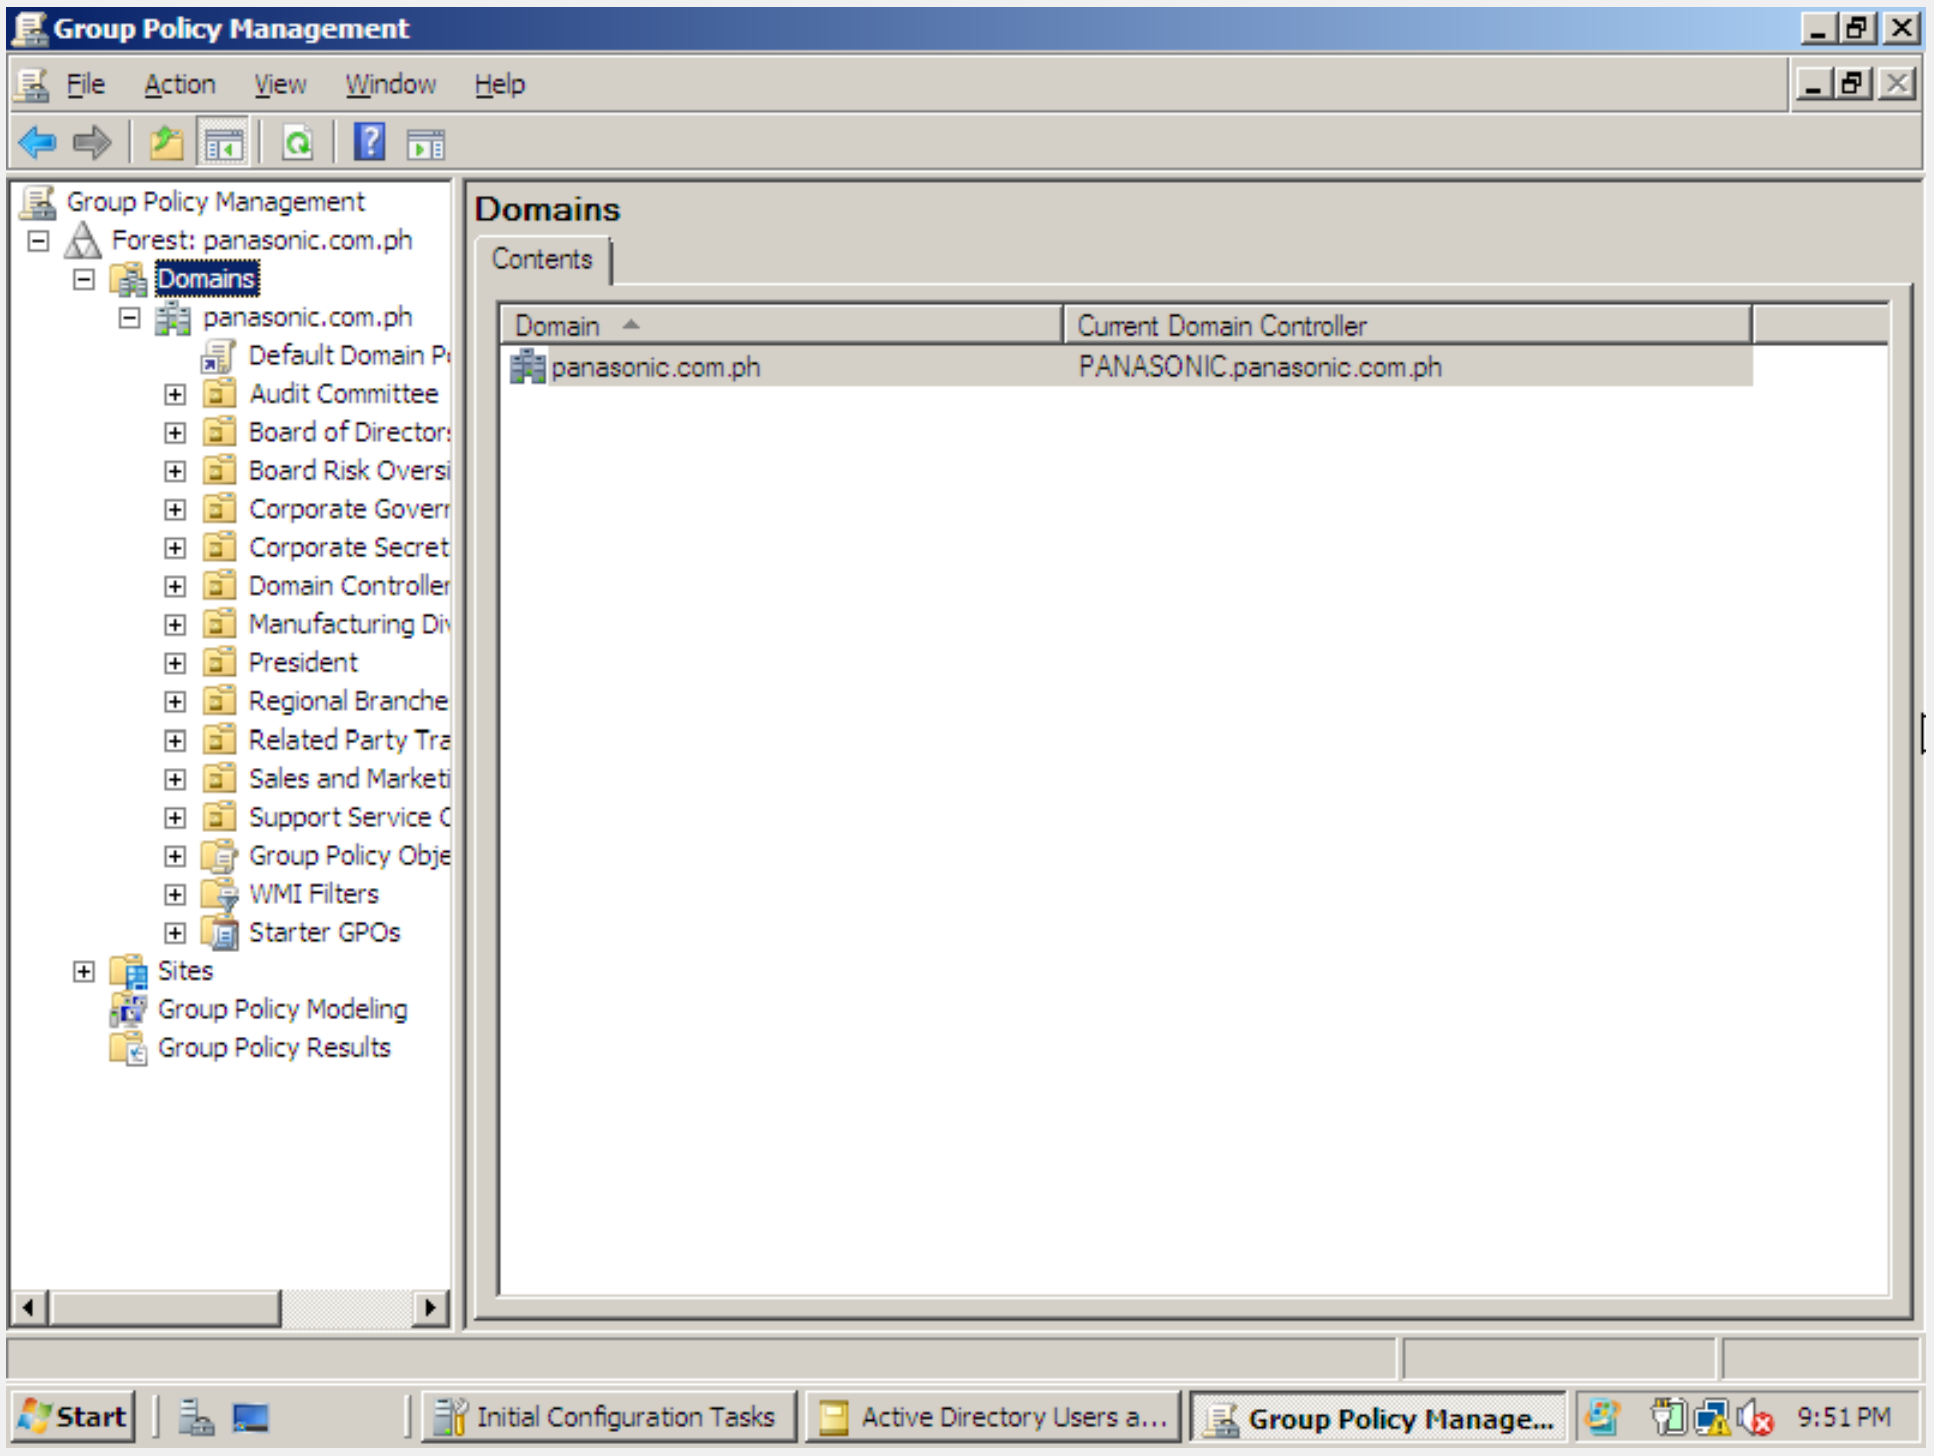 Group Policy Management
File Action View Window Help
Group Policy Management
Forest: panasonic.com.ph
Domains
panasonic.com.ph
Default Domain P
Audit Committee
Board of Director
Board Risk Oversi
Corporate Govern
Corporate Secret
Domain Controller
Manufacturing Div
President
Regional Branche
Related Party Tra
Sales and Marketi
Support Service C
Group Policy Obje
WMI Filters
Starter GPOs
Sites
Group Policy Modeling
Group Policy Results
Domains
Contents
Domain Current Domain Controller
panasonic.com.ph PANASONIC.panasonic.com.ph
Start Initial Configuration Tasks Active Directory Users a... Group Policy Manage... 9:51 PM